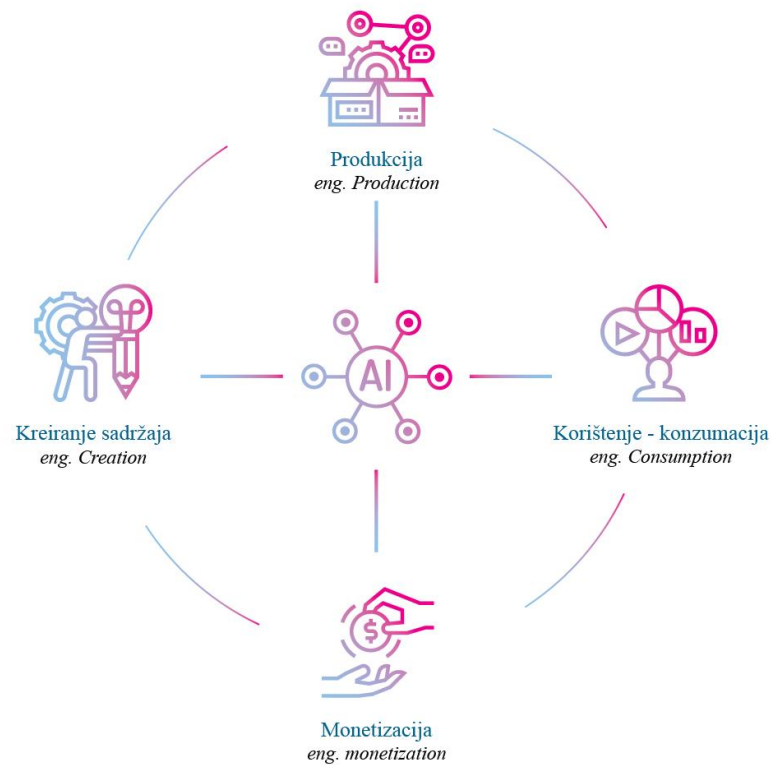 Produkcija
eng. Production
AI
$
Kreiranje sadržaja
eng. Creation
Korištenje - konzumacija
eng. Consumption
Monetizacija
eng. monetization